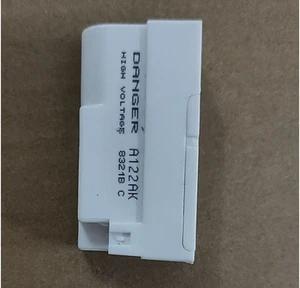 DANGER
HIGH VOLTAGE
A122AK
8321B C